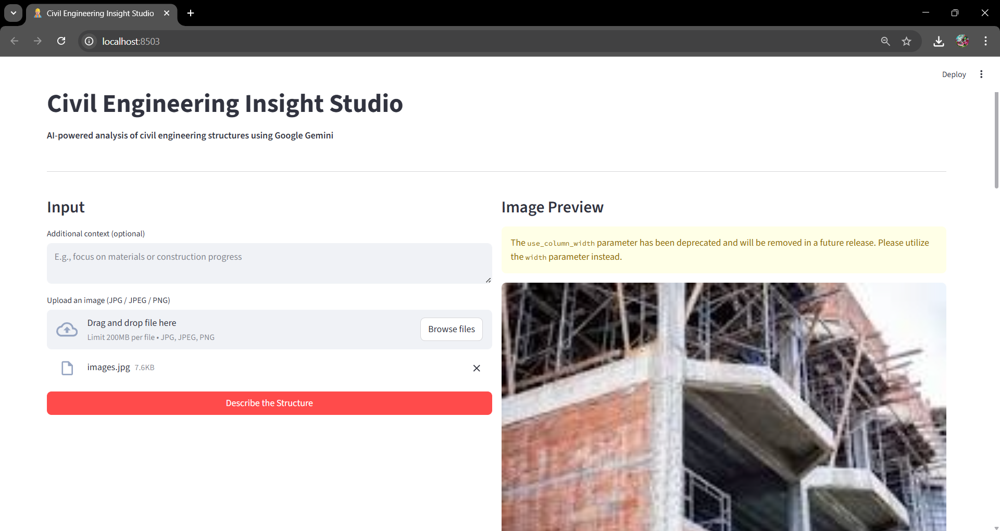 Civil Engineering Insight Studio
localhost:8503
Deploy
Civil Engineering Insight Studio
AI-powered analysis of civil engineering structures using Google Gemini
Input
Additional context (optional)
E.g., focus on materials or construction progress
Upload an image (JPG / JPEG / PNG)
Drag and drop file here
Limit 200MB per file • JPG, JPEG, PNG
Browse files
images.jpg 7.6KB
Describe the Structure
Image Preview
The use_column_width parameter has been deprecated and will be removed in a future release. Please utilize
the width parameter instead.